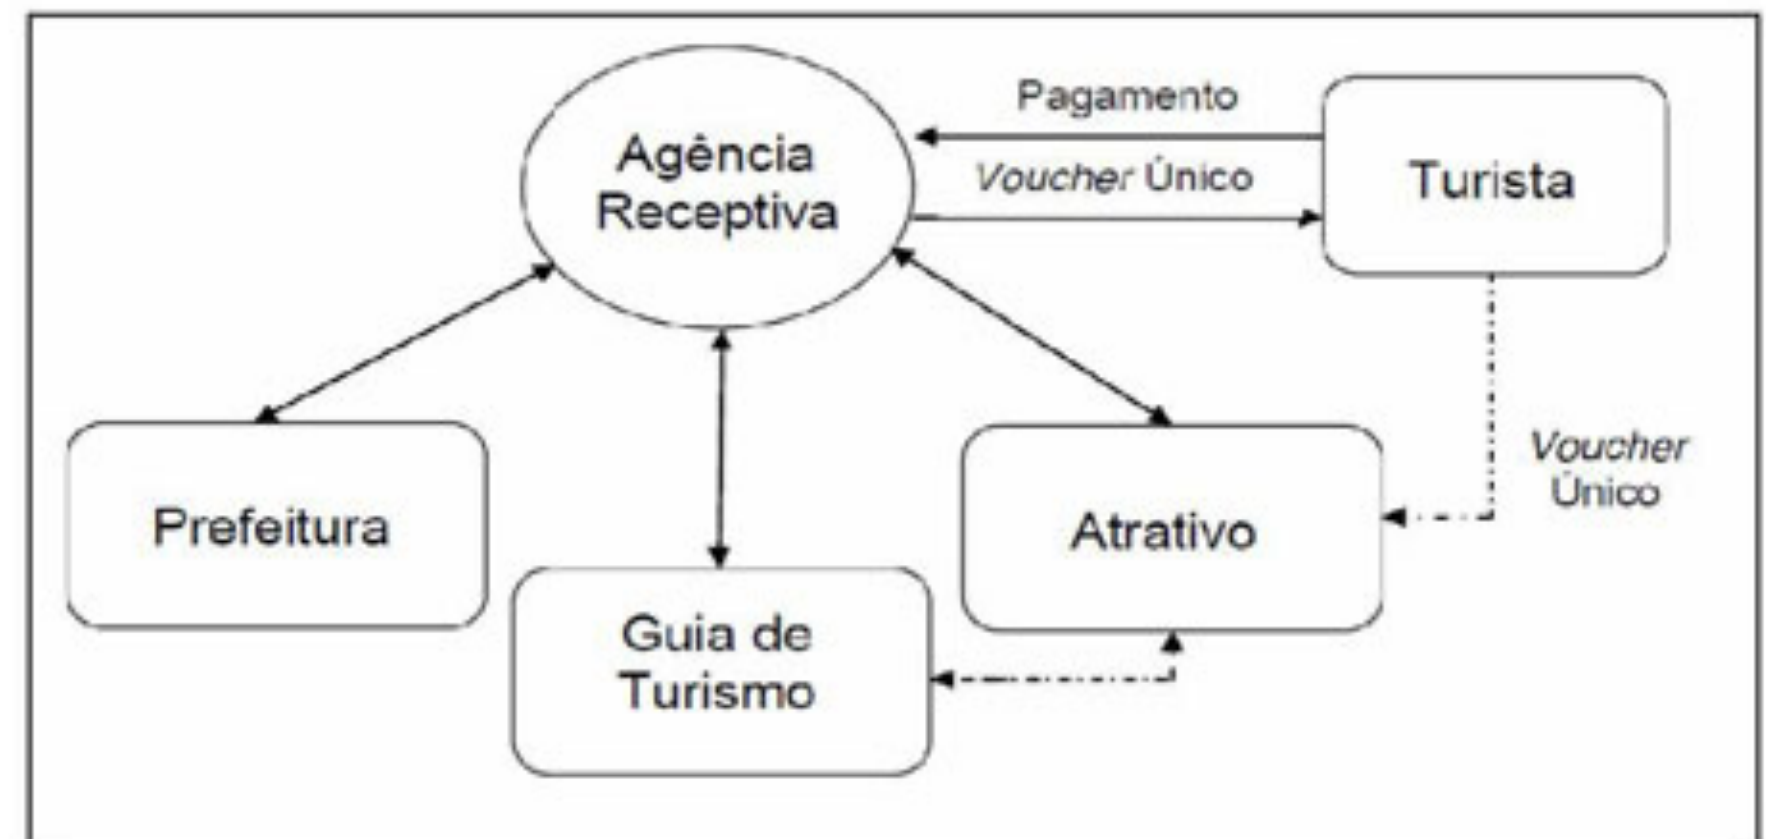 Pagamento
Agência
Receptiva
Voucher Único
Turista
Voucher
Único
Prefeitura
Atrativo
Guia de
Turismo